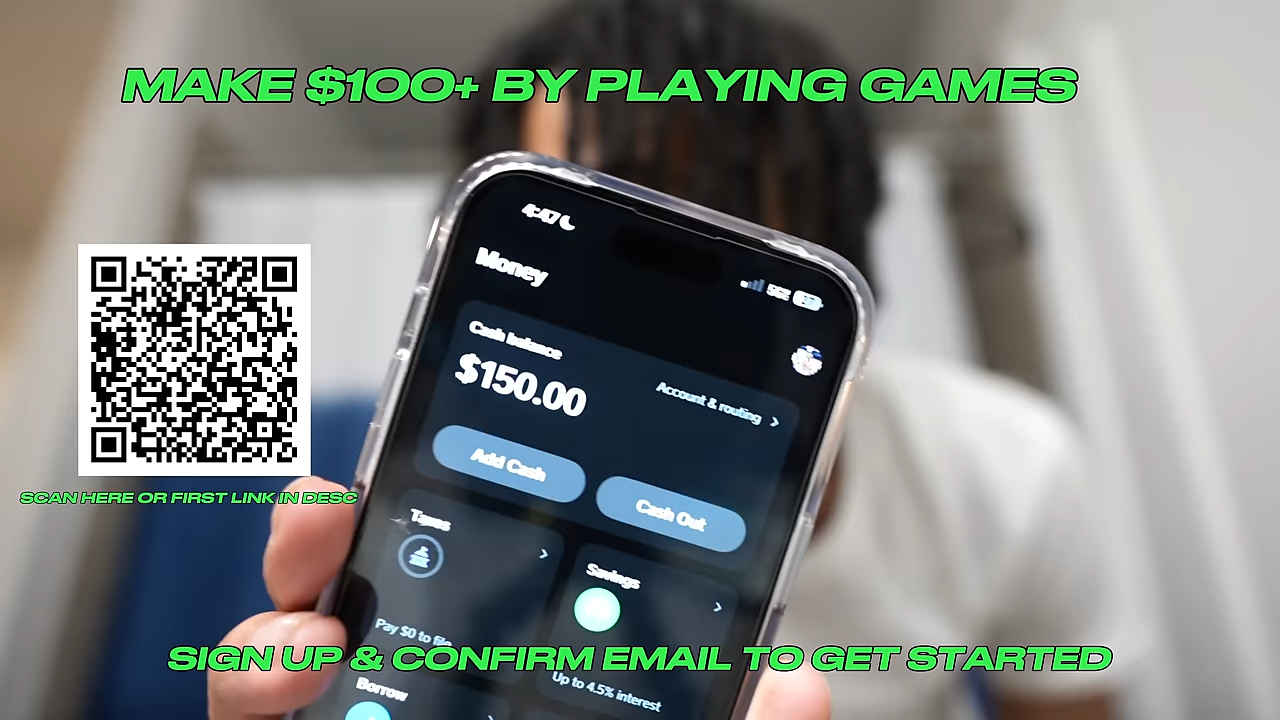 MAKE $100+ BY PLAYING GAMES
4:47
Money
Cash balance
$150.00
Account & routing
Add Cash
Cash Out
SCAN HERE OR FIRST LINK IN DESC
Taxes
Savings
Pay $0 to file
SIGN UP & CONFIRM EMAIL TO GET STARTED
Up to 4.5% interest
Borrow